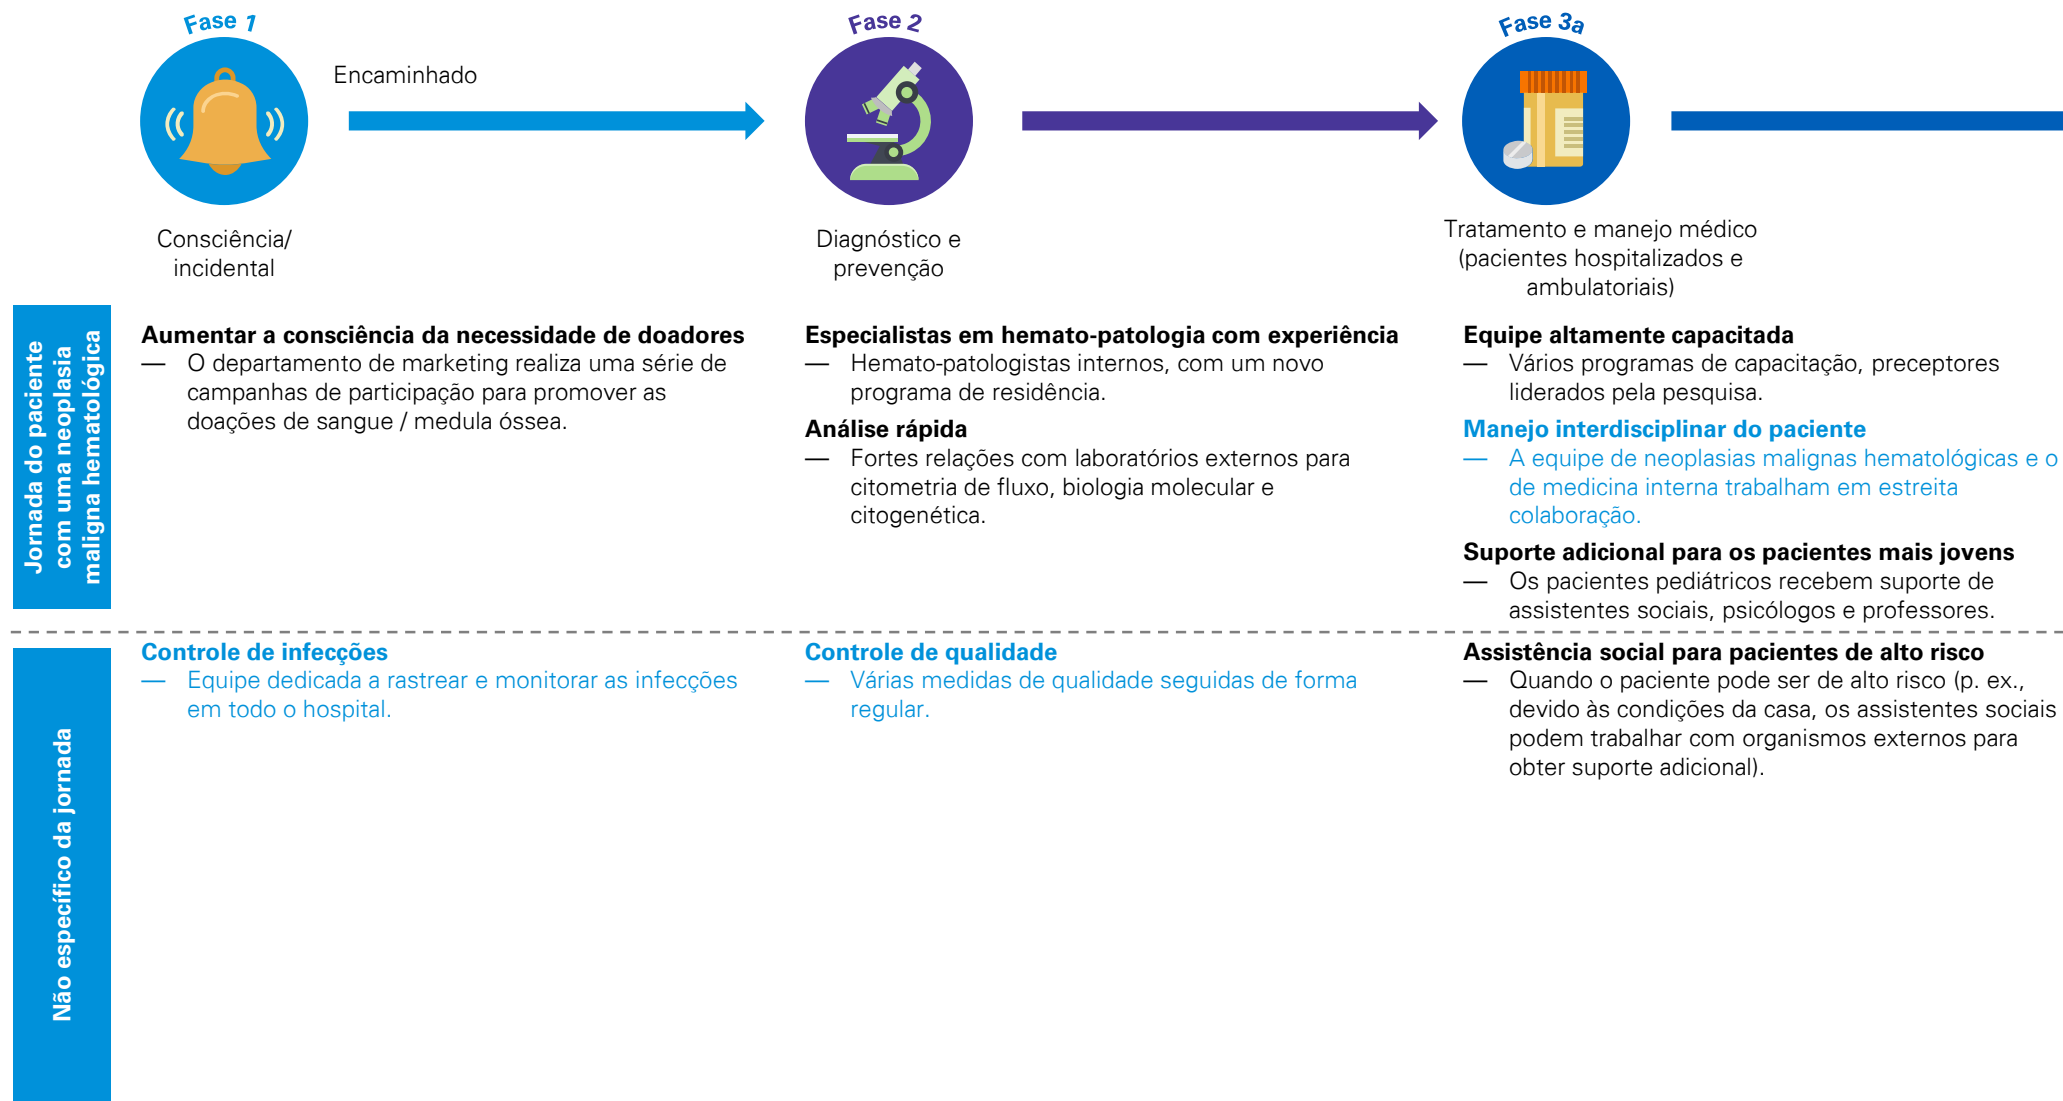 Fase 1
Encaminhado
Consciência/
incidental
Fase 2
Diagnóstico e
prevenção
Fase 3a
Tratamento e manejo médico
(pacientes hospitalizados e
ambulatoriais)
Jornada do paciente
com uma neoplasia
maligna hematológica
Aumentar a consciência da necessidade de doadores
— O departamento de marketing realiza uma série de
campanhas de participação para promover as
doações de sangue / medula óssea.
Especialistas em hemato-patologia com experiência
— Hemato-patologistas internos, com um novo
programa de residência.
Análise rápida
— Fortes relações com laboratórios externos para
citometria de fluxo, biologia molecular e
citogenética.
Equipe altamente capacitada
— Vários programas de capacitação, preceptores
liderados pela pesquisa.
Manejo interdisciplinar do paciente
— A equipe de neoplasias malignas hematológicas e o
de medicina interna trabalham em estreita
colaboração.
Suporte adicional para os pacientes mais jovens
— Os pacientes pediátricos recebem suporte de
assistentes sociais, psicólogos e professores.
Não específico da jornada
Controle de infecções
— Equipe dedicada a rastrear e monitorar as infecções
em todo o hospital.
Controle de qualidade
— Várias medidas de qualidade seguidas de forma
regular.
Assistência social para pacientes de alto risco
— Quando o paciente pode ser de alto risco (p. ex.,
devido às condições da casa, os assistentes sociais
podem trabalhar com organismos externos para
obter suporte adicional).